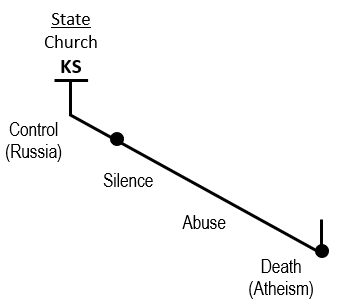 State
Church
KS
Control
(Russia)
Silence
Abuse
Death
(Atheism)